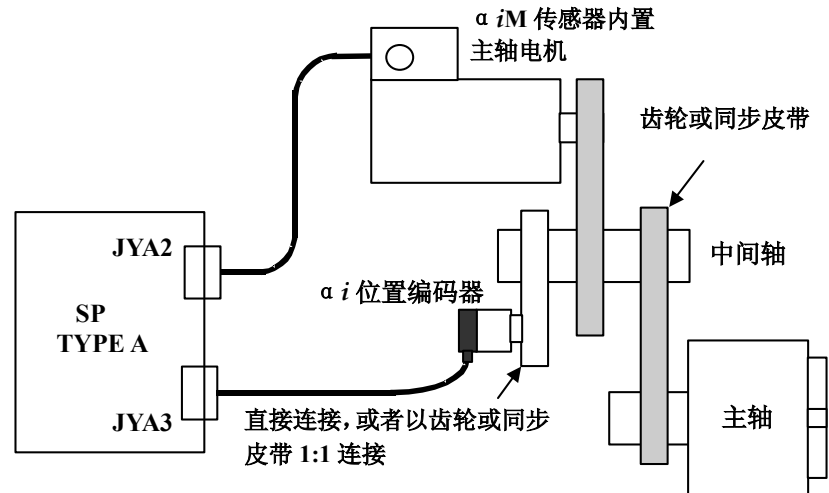 α iM 传感器内置
主轴电机
齿轮或同步皮带
JYA2
中间轴
α i 位置编码器
SP
TYPE A
JYA3
直接连接，或者以齿轮或同步
皮带 1:1 连接
主轴